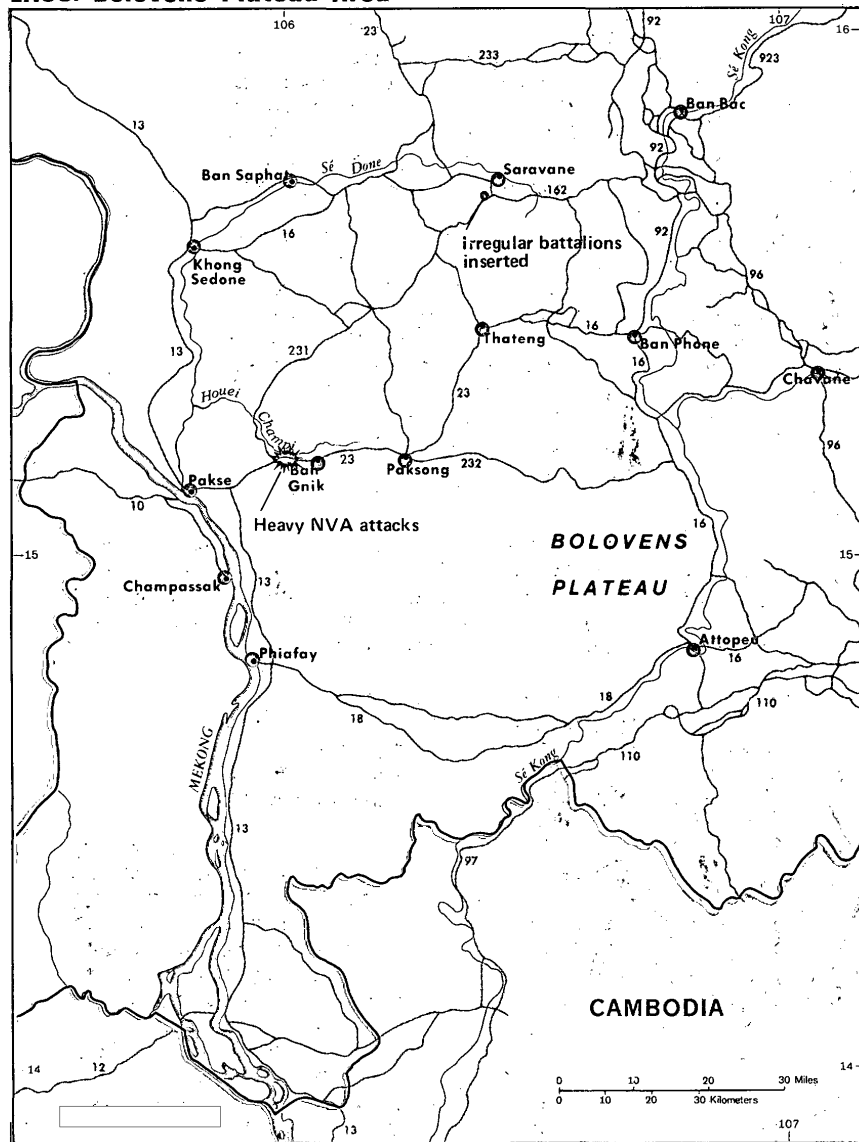 LAOS: Bolovens Plateau Area
106
107
23
92
16
233
Sé Kong
923
13
Ban Bac
92
Ban Saphat
Sé Done
Saravane
162
16
92
irregular battalions
inserted
Khong
Sedone
96
13
231
Thateng
16
Ban Phone
16
Chavane
23
Houei
Champi
96
Ban
Gnik
23
Paksong
232
Pakse
10
Heavy NVA attacks
16
BOLOVENS
15
15
PLATEAU
Champassak
13
Attopeu
16
Phiafay
18
18
110
MEKONG
Sé Kong
110
13
97
CAMBODIA
14
12
14
0 10 20 30 Miles
0 10 20 30 Kilometers
13
107